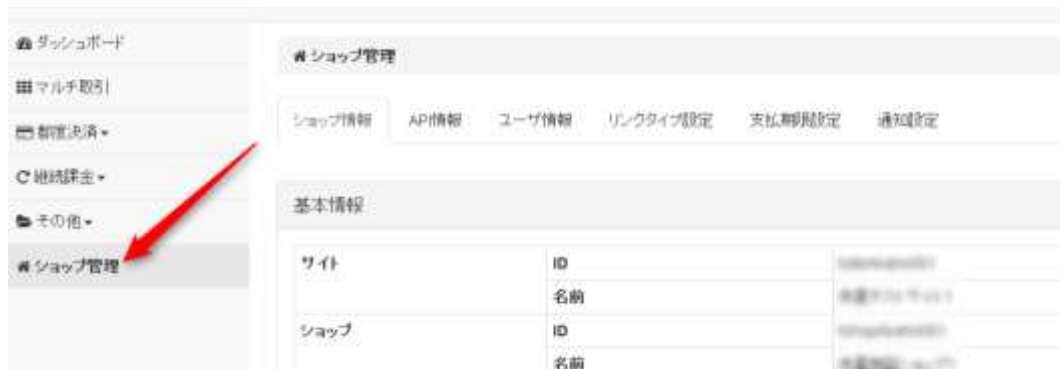 ダッシュボード
マルチ取引
都度決済
継続課金
その他
ショップ管理
ショップ管理
ショップ情報 API情報 ユーザ情報 リンクタイプ設定 支払期限設定 通知設定
基本情報
サイト ID
名前
ショップ ID
名前